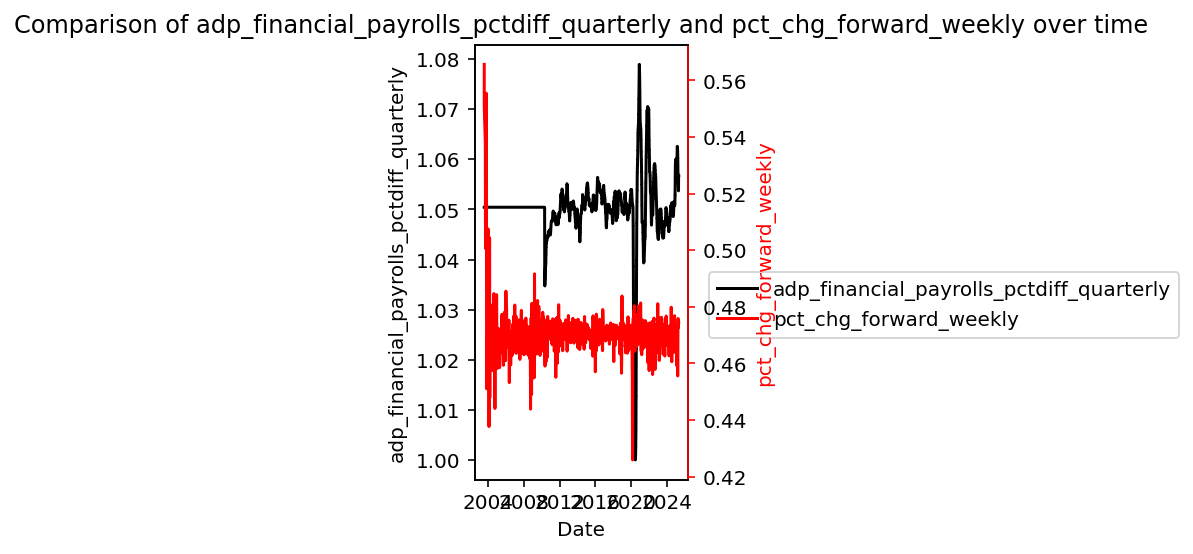 Comparison of adp_financial_payrolls_pctdiff_quarterly and pct_chg_forward_weekly over time
adp_financial_payrolls_pctdiff_quarterly
1.08
1.07
1.06
1.05
1.04
1.03
1.02
1.01
1.00
0.56
0.54
0.52
0.50
0.48
0.46
0.44
0.42
pct_chg_forward_weekly
adp_financial_payrolls_pctdiff_quarterly
pct_chg_forward_weekly
2004 2008 2012 2016 2020 2024
Date